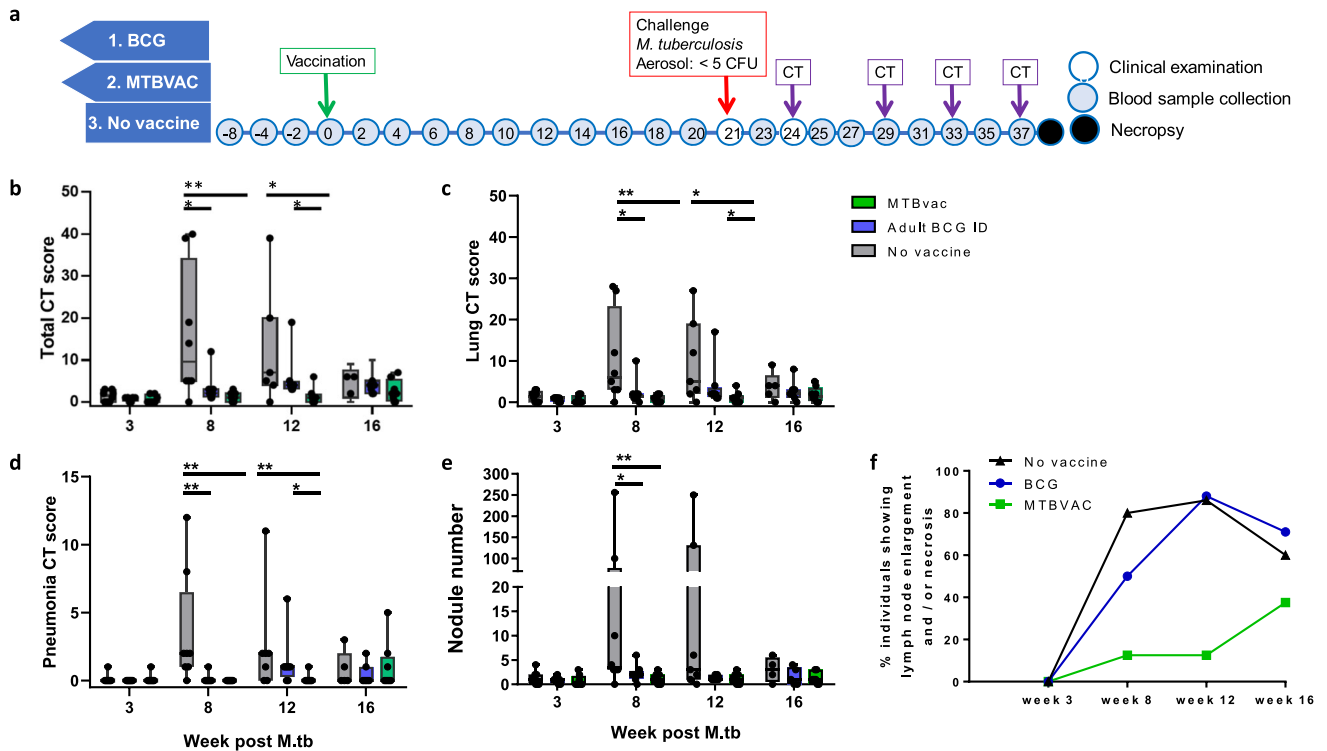 a
1. BCG
2. MTBVAC
3. No vaccine
Vaccination
Challenge
M. tuberculosis
Aerosol: < 5 CFU
CT CT CT CT
-8 -4 -2 0 2 4 6 8 10 12 14 16 18 20 21 23 24 25 27 29 31 33 35 37
Clinical examination
Blood sample collection
Necropsy
b
Total CT score
50
40
30
20
10
0
** *
* *
3 8 12 16
c
Lung CT score
50
40
30
20
10
0
** *
* *
3 8 12 16
MTBvac
Adult BCG ID
No vaccine
d
Pneumonia CT score
15
10
5
0
** **
** *
3 8 12 16
Week post M.tb
e
Nodule number
300
250
200
150
100
50
20
15
10
5
0
**
*
3 8 12 16
Week post M.tb
f
No vaccine
BCG
MTBVAC
% individuals showing
lymph node enlargement
and / or necrosis
100
80
60
40
20
0
week 3 week 8 week 12 week 16